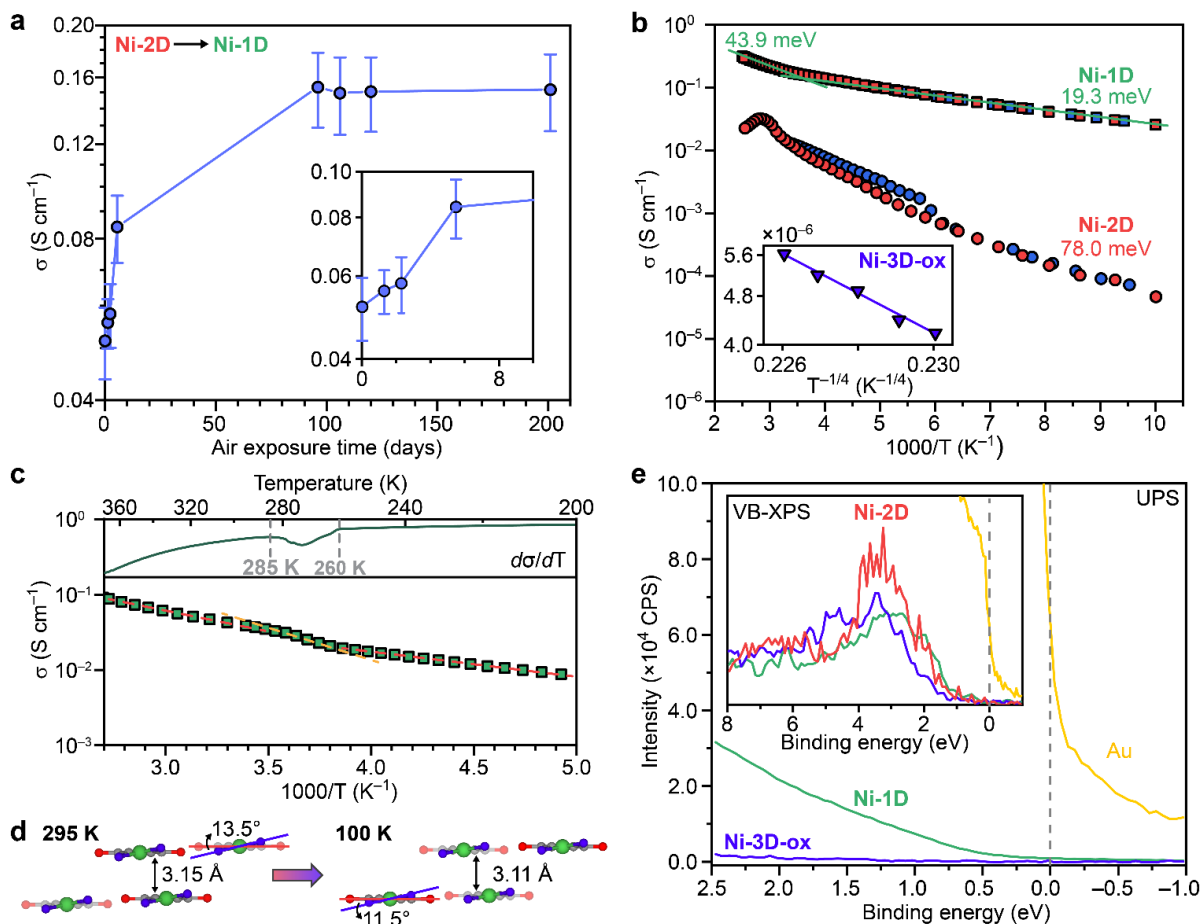 a
Ni-2D → Ni-1D
σ (S cm⁻¹)
0.20
0.16
0.12
0.08
0.04
0.10
0.08
0.06
0.04
0 8
0 50 100 150 200
Air exposure time (days)
b
σ (S cm⁻¹)
10⁰
10⁻¹
10⁻²
10⁻³
10⁻⁴
10⁻⁵
10⁻⁶
43.9 meV
Ni-1D
19.3 meV
Ni-2D
78.0 meV
×10⁻⁶
Ni-3D-ox
5.6
4.8
4.0
0.226 0.230
T⁻¹/⁴ (K⁻¹/⁴)
2 3 4 5 6 7 8 9 10
1000/T (K⁻¹)
c
Temperature (K)
360 320 280 240 200
10⁰
285 K 260 K
dσ/dT
σ (S cm⁻¹)
10⁻¹
10⁻²
10⁻³
3.0 3.5 4.0 4.5 5.0
1000/T (K⁻¹)
d
295 K
13.5°
3.15 Å
100 K
3.11 Å
11.5°
e
Intensity (×10⁴ CPS)
10.0
8.0
6.0
4.0
2.0
0.0
UPS
VB-XPS
Ni-2D
8 6 4 2 0
Binding energy (eV)
Au
Ni-1D
Ni-3D-ox
2.5 2.0 1.5 1.0 0.5 0.0 −0.5 −1.0
Binding energy (eV)